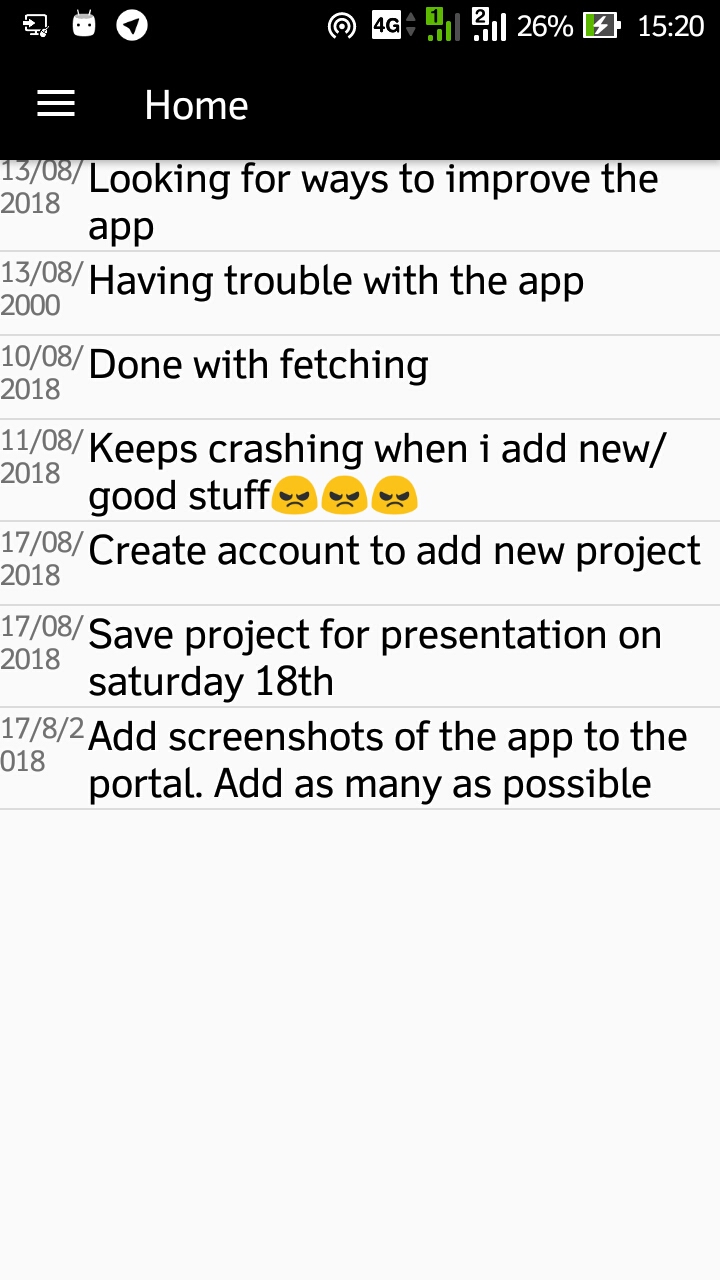 4G 1 2 26% 15:20
Home
13/08/ Looking for ways to improve the
2018 app
13/08/ Having trouble with the app
2000
10/08/ Done with fetching
2018
11/08/ Keeps crashing when i add new/
2018 good stuff😠😠😠
17/08/ Create account to add new project
2018
17/08/ Save project for presentation on
2018 saturday 18th
17/8/2 Add screenshots of the app to the
018 portal. Add as many as possible